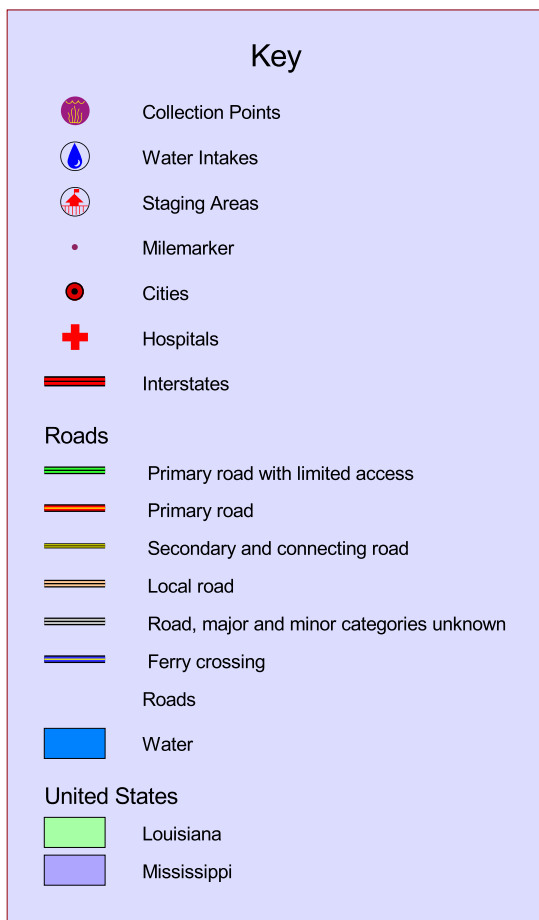 Key
Collection Points
Water Intakes
Staging Areas
Milemarker
Cities
Hospitals
Interstates
Roads
Primary road with limited access
Primary road
Secondary and connecting road
Local road
Road, major and minor categories unknown
Ferry crossing
Roads
Water
United States
Louisiana
Mississippi